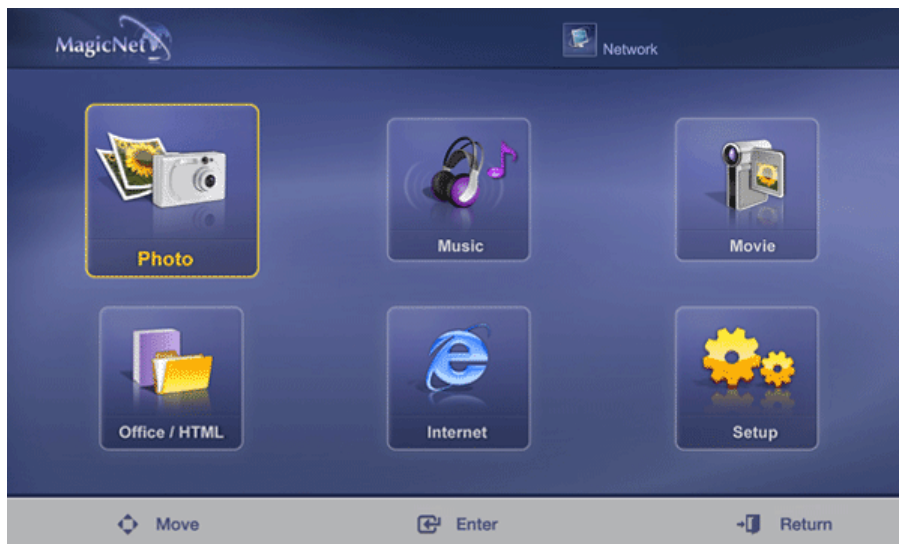 MagicNet
Network
Photo
Music
Movie
Office / HTML
Internet
Setup
Move
Enter
Return